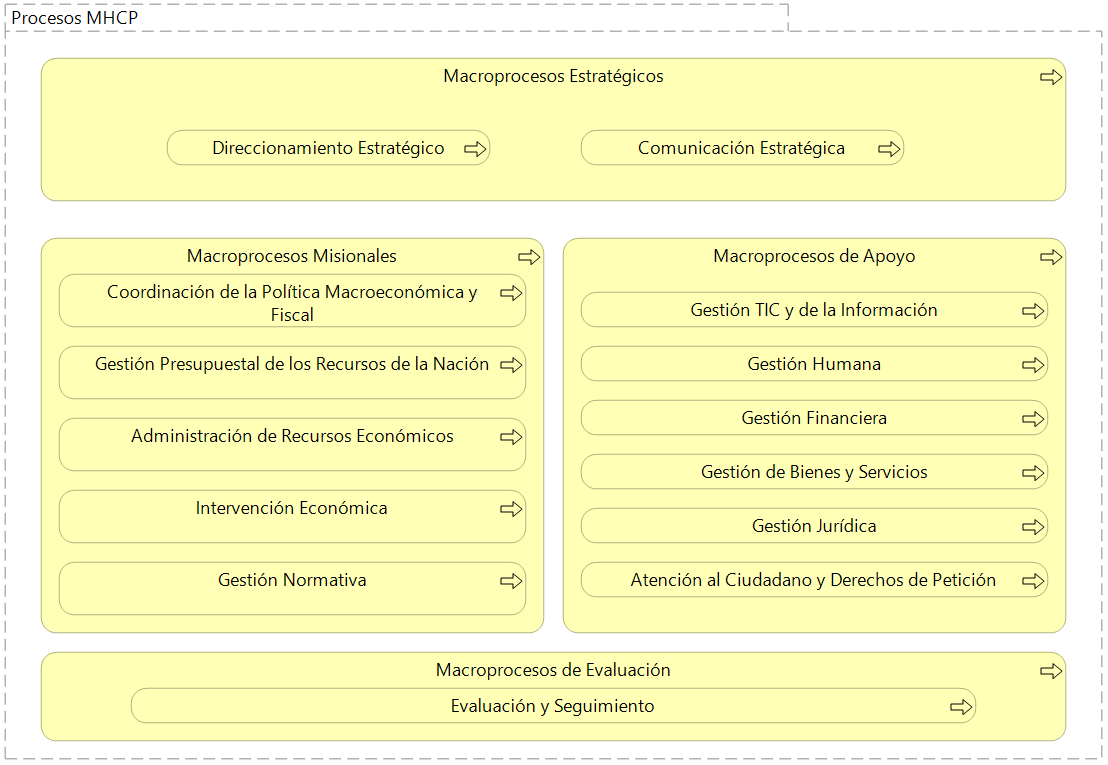 Procesos MHCP
Macroprocesos Estratégicos
Direccionamiento Estratégico
Comunicación Estratégica
Macroprocesos Misionales
Coordinación de la Política Macroeconómica y
Fiscal
Gestión Presupuestal de los Recursos de la Nación
Administración de Recursos Económicos
Intervención Económica
Gestión Normativa
Macroprocesos de Apoyo
Gestión TIC y de la Información
Gestión Humana
Gestión Financiera
Gestión de Bienes y Servicios
Gestión Jurídica
Atención al Ciudadano y Derechos de Petición
Macroprocesos de Evaluación
Evaluación y Seguimiento